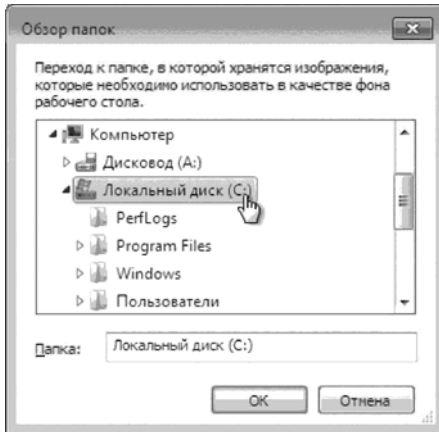 Обзор папок
Переход к папке, в которой хранятся изображения,
которые необходимо использовать в качестве фона
рабочего стола.
Компьютер
Дисковод (A:)
Локальный диск (C:)
PerfLogs
Program Files
Windows
Пользователи
Папка: Локальный диск (C:)
ОК Отмена